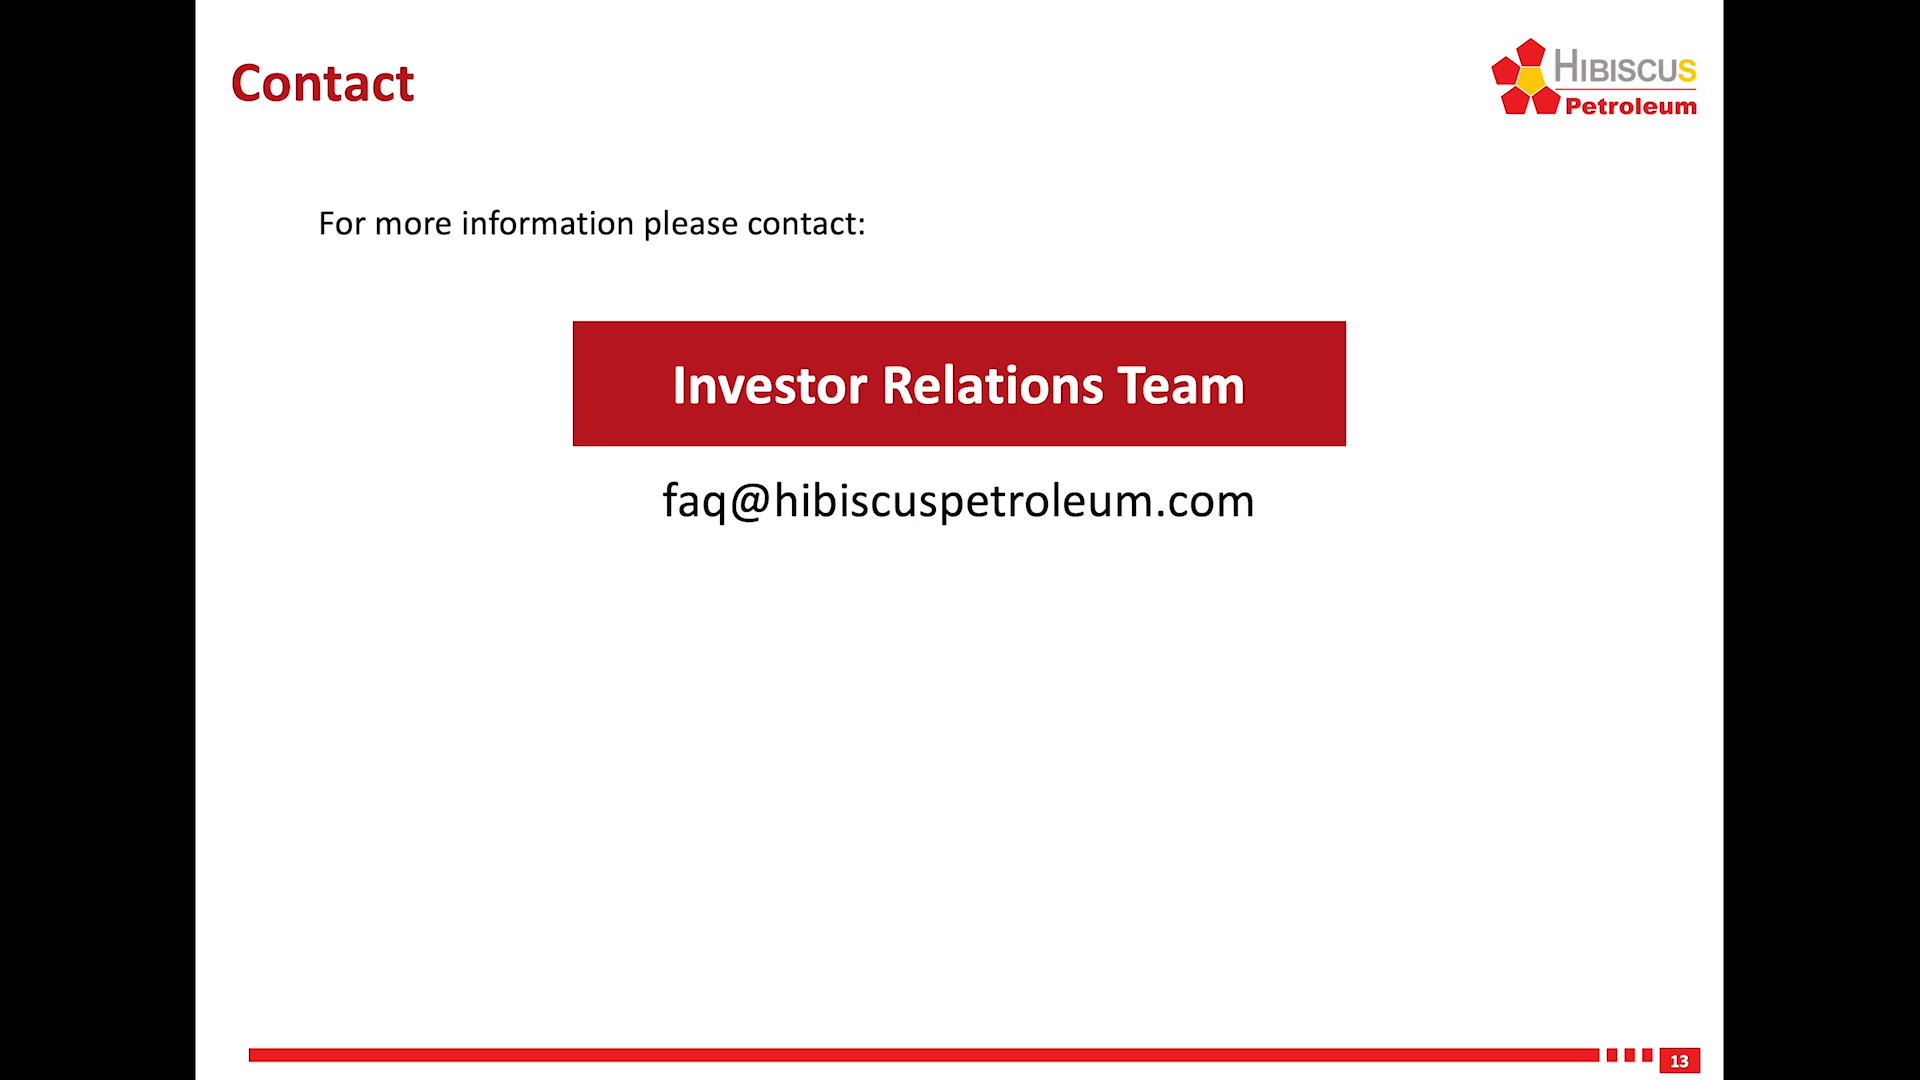 Contact
HIBISCUS
Petroleum
For more information please contact:
Investor Relations Team
faq@hibiscuspetroleum.com
13